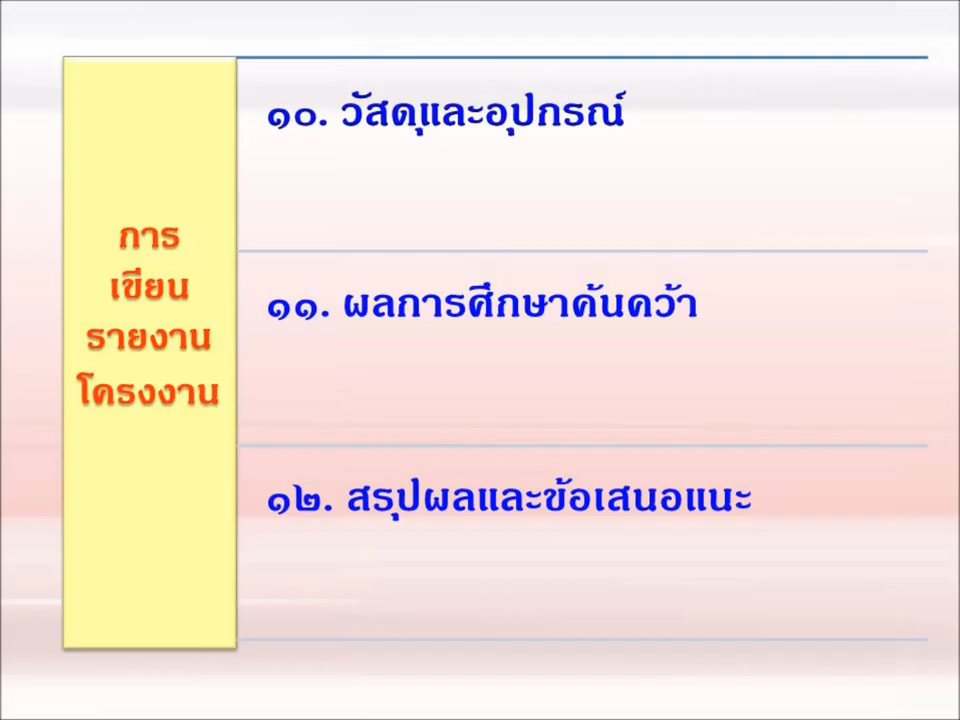 การ
เขียน
รายงาน
โครงงาน
๑๐. วัสดุและอุปกรณ์
๑๑. ผลการศึกษาค้นคว้า
๑๒. สรุปผลและข้อเสนอแนะ